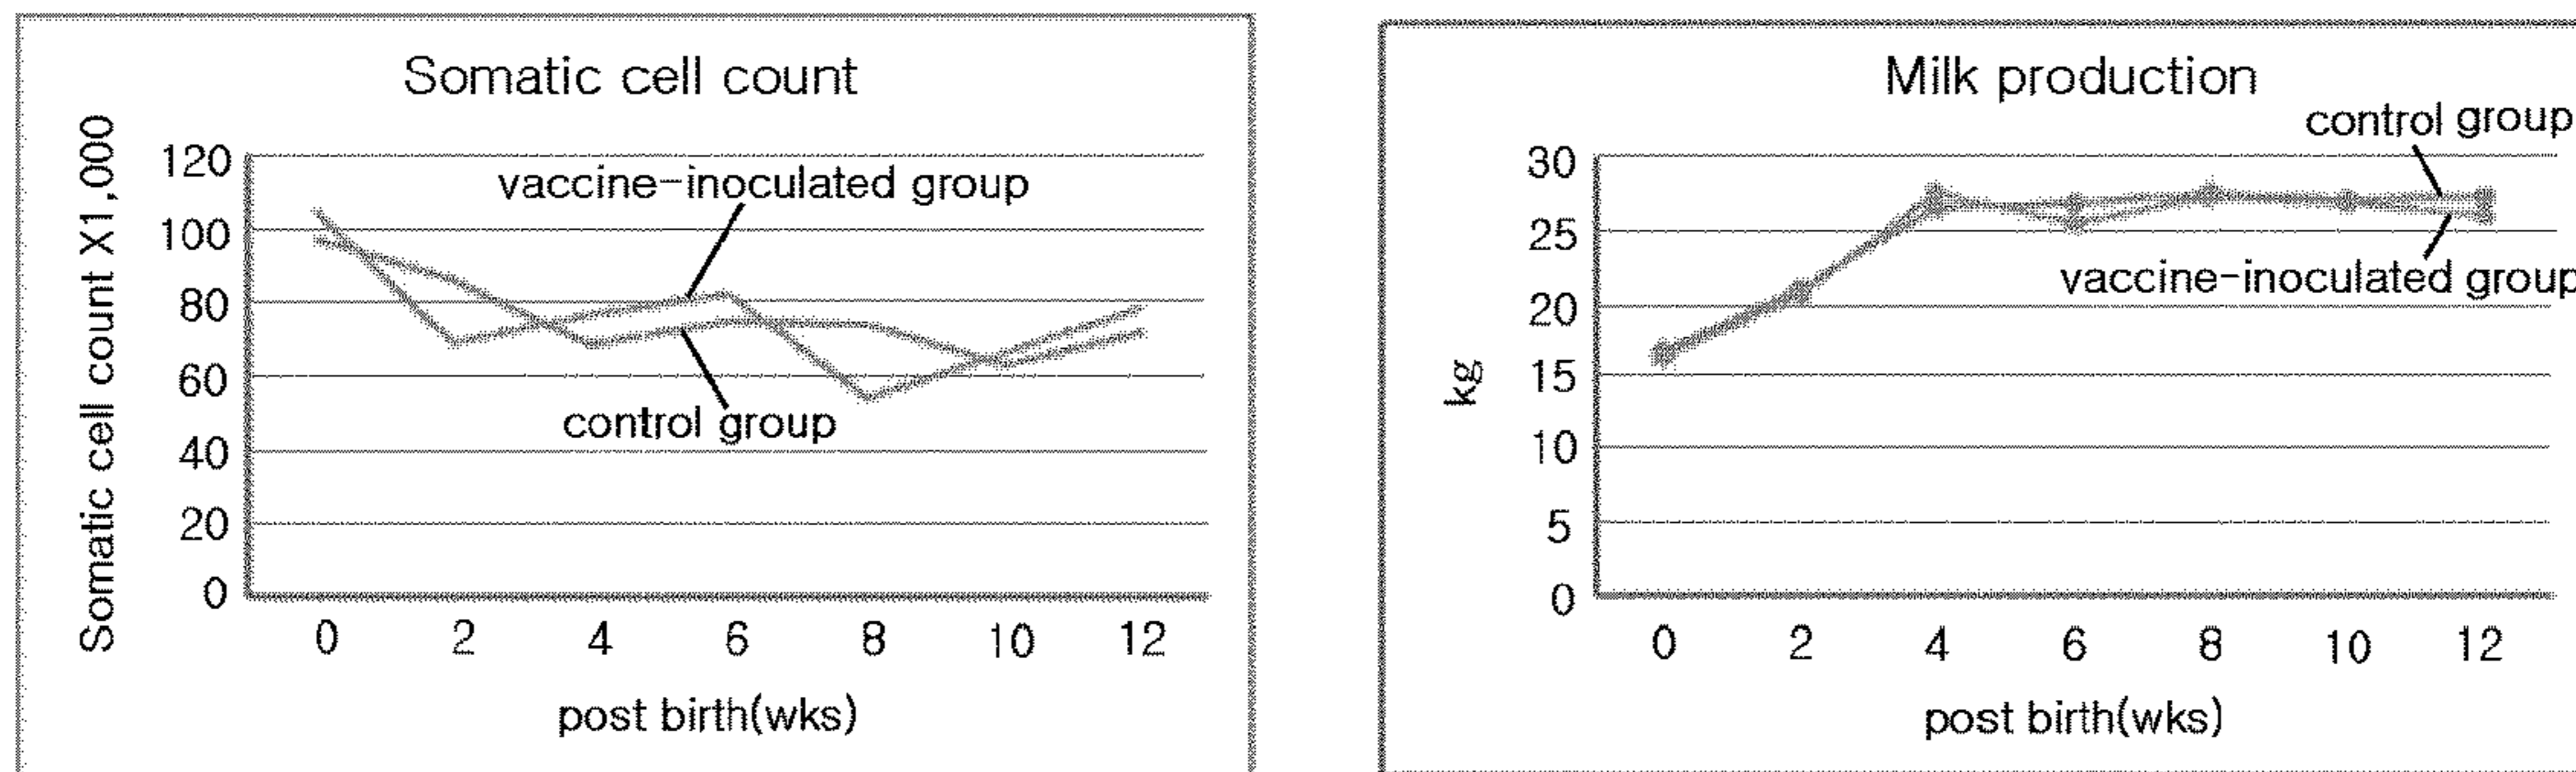 Somatic cell count
Somatic cell count X1,000
120
100
80
60
40
20
0
vaccine-inoculated group
control group
0 2 4 6 8 10 12
post birth(wks)
Milk production
control group
kg
30
25
20
15
10
5
0
vaccine-inoculated group
0 2 4 6 8 10 12
post birth(wks)